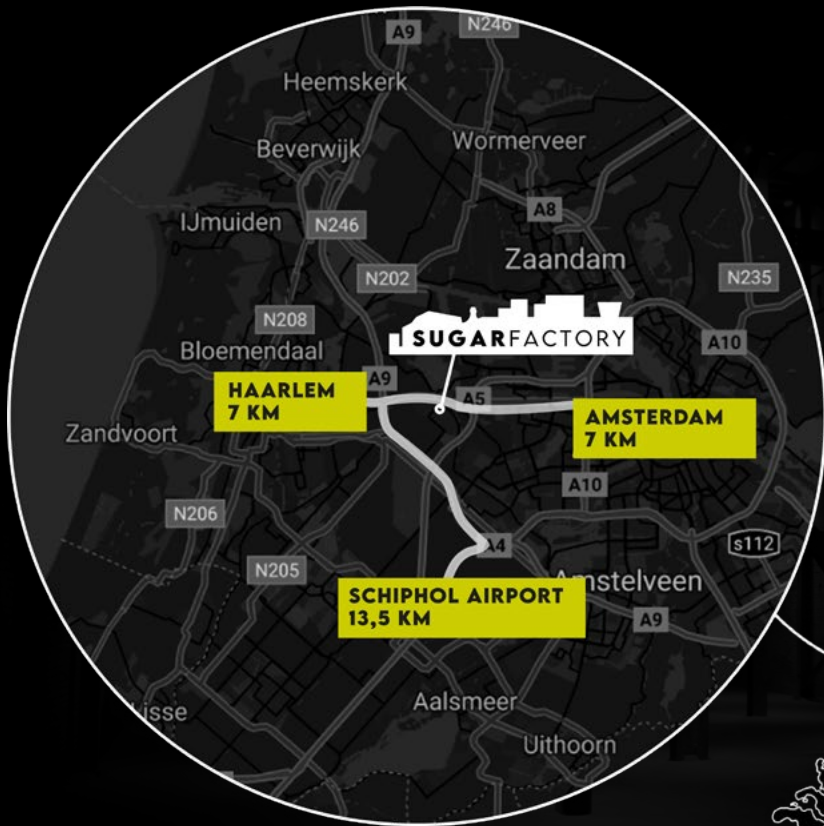 N246
A9
Heemskerk
Wormerveer
Beverwijk
A8
IJmuiden
N246
Zaandam
N202
N235
N208
SUGARFACTORY
A10
Bloemendaal
A9
HAARLEM
7 KM
A5
AMSTERDAM
7 KM
Zandvoort
A10
N206
A4
s112
N205
Amstelveen
SCHIPHOL AIRPORT
13,5 KM
A9
Lisse
Aalsmeer
Uithoorn